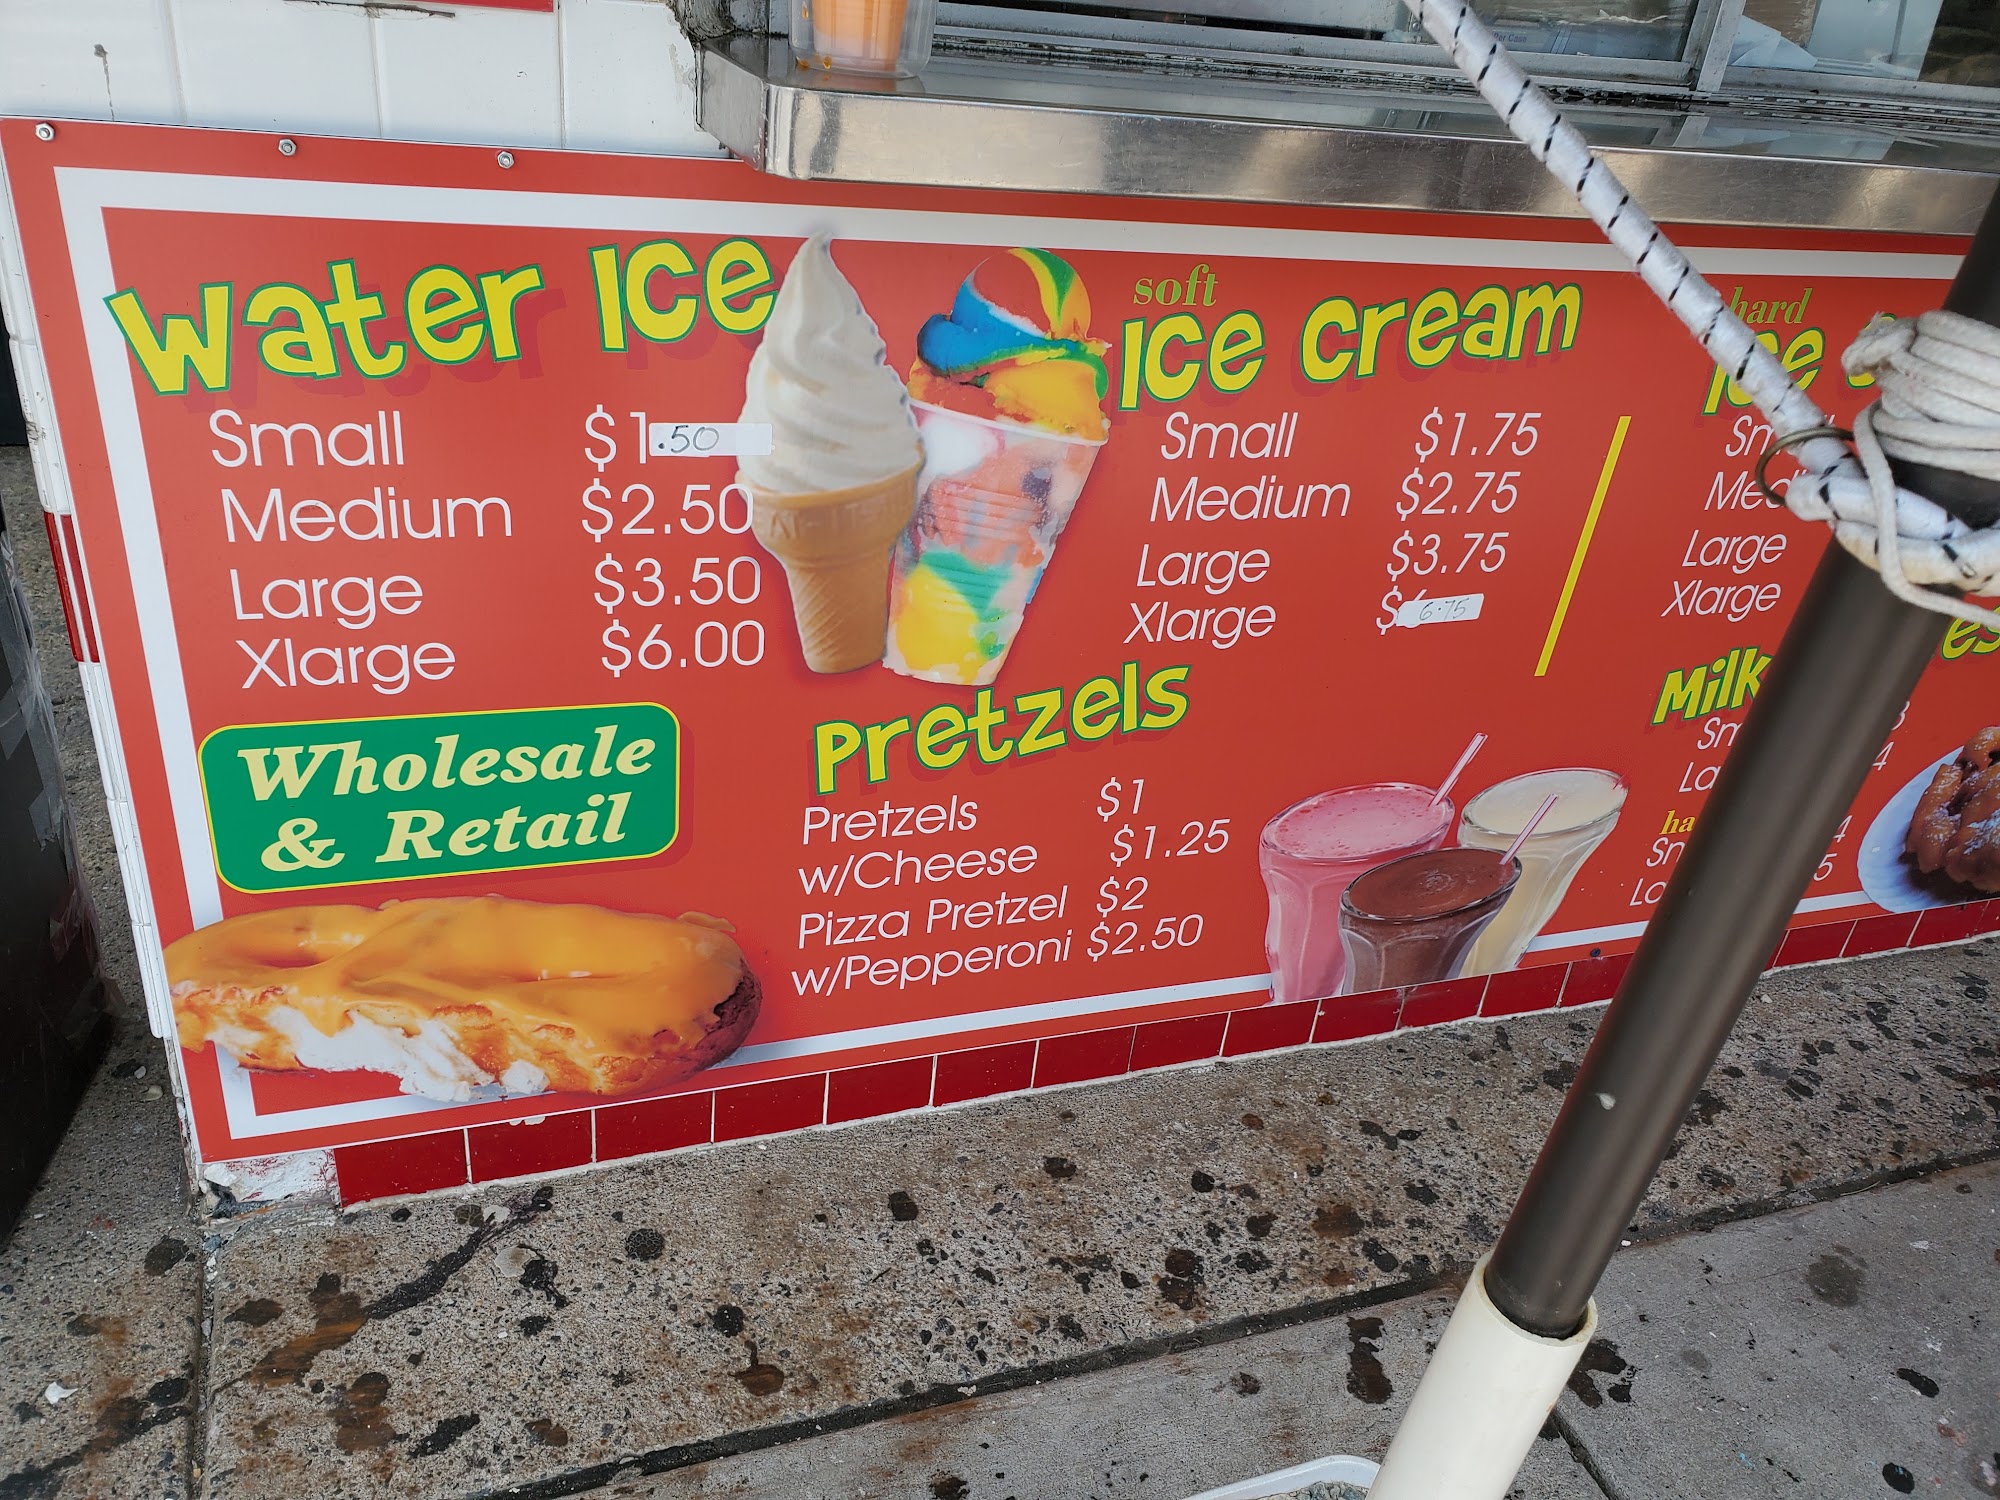 Water Ice
Small $1.50
Medium $2.50
Large $3.50
Xlarge $6.00
soft
Ice Cream
Small $1.75
Medium $2.75
Large $3.75
Xlarge $6.75
hard
Ice
Large
Xlarge
Wholesale
& Retail
Pretzels
Pretzels $1
w/Cheese $1.25
Pizza Pretzel $2
w/Pepperoni $2.50